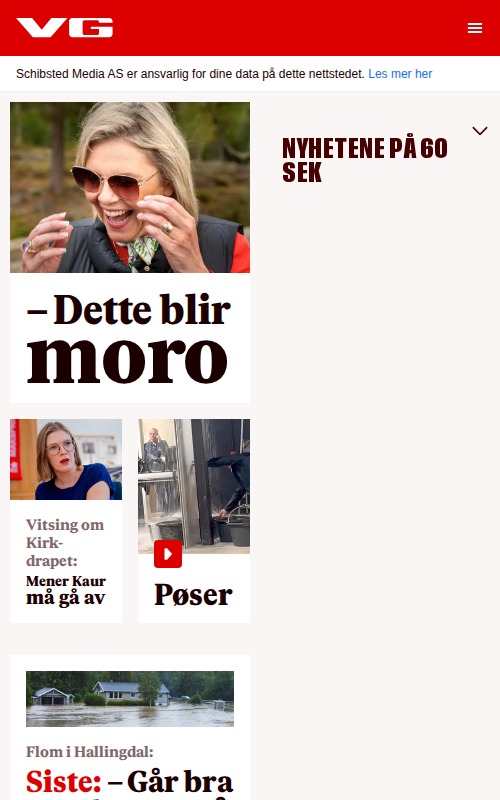 VG
Schibsted Media AS er ansvarlig for dine data på dette nettstedet. Les mer her
– Dette blir
moro
NYHETENE PÅ 60
SEK
Vitsing om
Kirk-
drapet:
Mener Kaur
må gå av
Pøser
Flom i Hallingdal:
Siste: – Går bra